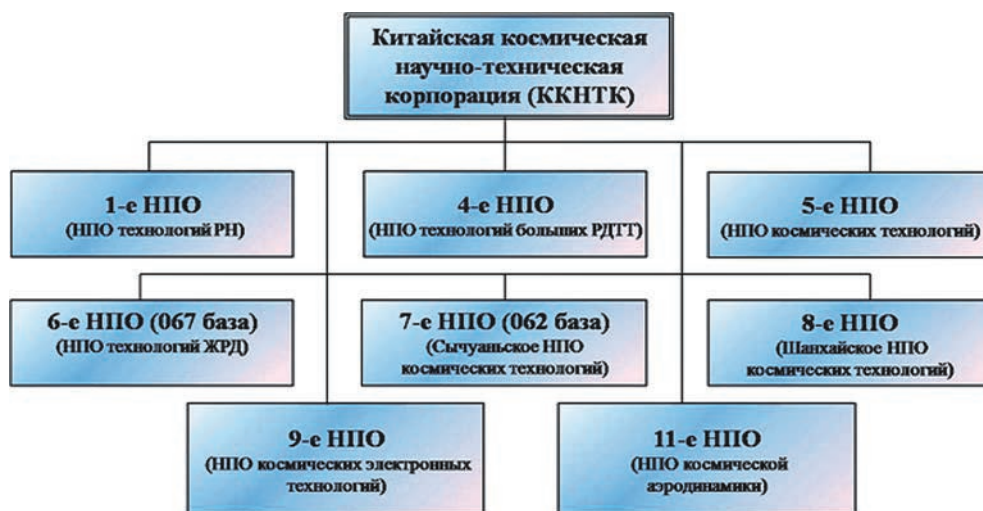 Китайская космическая
научно-техническая
корпорация (ККНТК)
1-е НПО
(НПО технологий РН)
4-е НПО
(НПО технологий больших РДТТ)
5-е НПО
(НПО космических технологий)
6-е НПО (067 база)
(НПО технологий ЖРД)
7-е НПО (062 база)
(Сычуаньское НПО
космических технологий)
8-е НПО
(Шанхайское НПО
космических технологий)
9-е НПО
(НПО космических электронных
технологий)
11-е НПО
(НПО космической
аэродинамики)